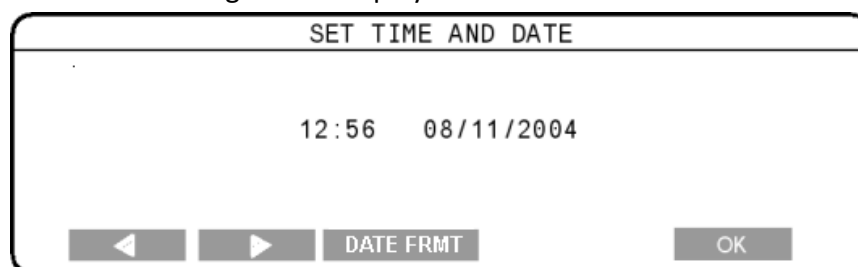 SET TIME AND DATE
12:56 08/11/2004
◄ ► DATE FRMT OK